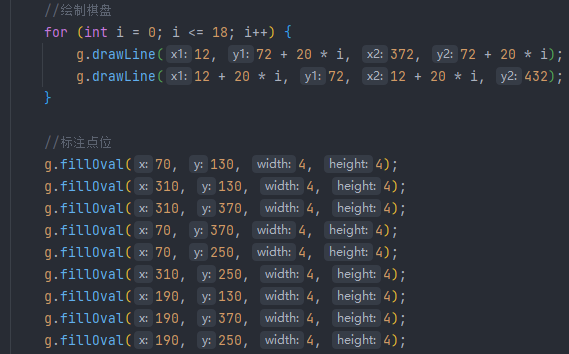 //绘制棋盘
for (int i = 0; i <= 18; i++) {
g.drawLine( x1: 12, y1: 72 + 20 * i, x2: 372, y2: 72 + 20 * i);
g.drawLine( x1: 12 + 20 * i, y1: 72, x2: 12 + 20 * i, y2: 432);
}
//标注点位
g.fillOval( x: 70, y: 130, width: 4, height: 4);
g.fillOval( x: 310, y: 130, width: 4, height: 4);
g.fillOval( x: 310, y: 370, width: 4, height: 4);
g.fillOval( x: 70, y: 370, width: 4, height: 4);
g.fillOval( x: 70, y: 250, width: 4, height: 4);
g.fillOval( x: 310, y: 250, width: 4, height: 4);
g.fillOval( x: 190, y: 130, width: 4, height: 4);
g.fillOval( x: 190, y: 370, width: 4, height: 4);
g.fillOval( x: 190, y: 250, width: 4, height: 4);